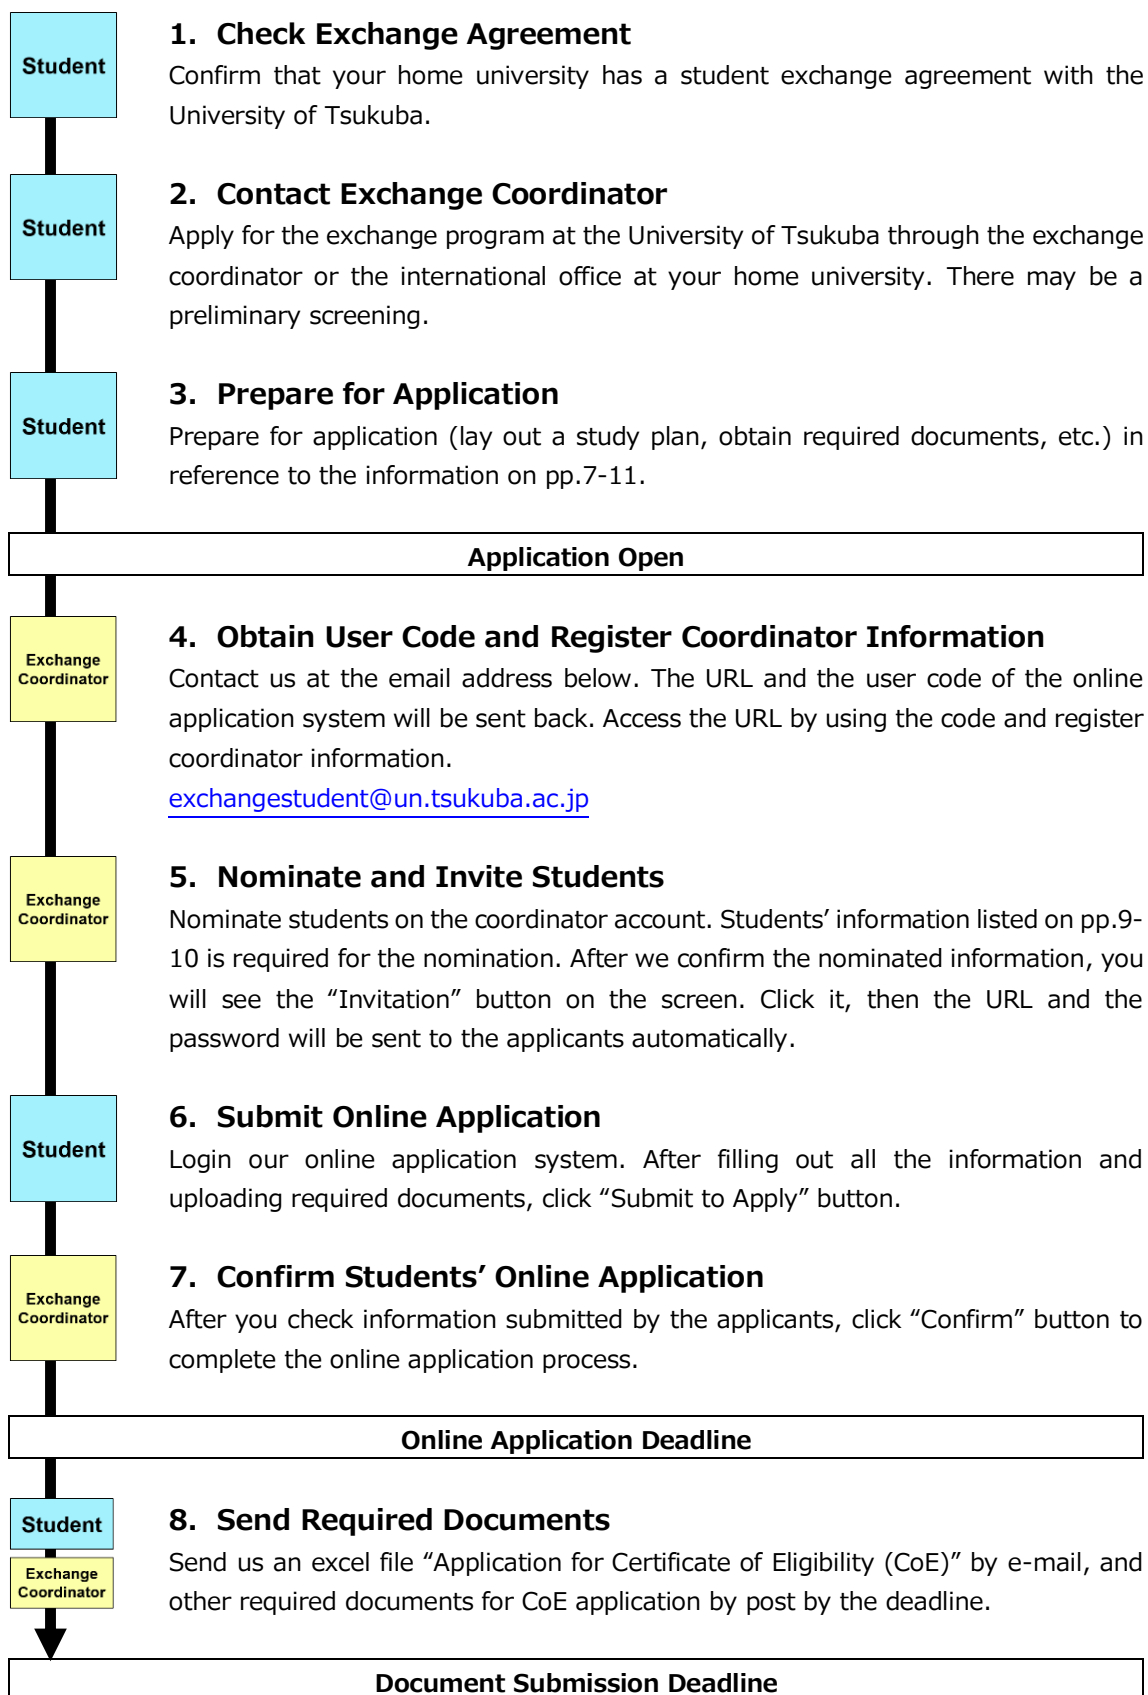 Student
1. Check Exchange Agreement
Confirm that your home university has a student exchange agreement with the
University of Tsukuba.
Student
2. Contact Exchange Coordinator
Apply for the exchange program at the University of Tsukuba through the exchange
coordinator or the international office at your home university. There may be a
preliminary screening.
Student
3. Prepare for Application
Prepare for application (lay out a study plan, obtain required documents, etc.) in
reference to the information on pp.7-11.
Application Open
Exchange
Coordinator
4. Obtain User Code and Register Coordinator Information
Contact us at the email address below. The URL and the user code of the online
application system will be sent back. Access the URL by using the code and register
coordinator information.
exchangestudent@un.tsukuba.ac.jp
Exchange
Coordinator
5. Nominate and Invite Students
Nominate students on the coordinator account. Students’ information listed on pp.9-
10 is required for the nomination. After we confirm the nominated information, you
will see the “Invitation” button on the screen. Click it, then the URL and the
password will be sent to the applicants automatically.
Student
6. Submit Online Application
Login our online application system. After filling out all the information and
uploading required documents, click “Submit to Apply” button.
Exchange
Coordinator
7. Confirm Students’ Online Application
After you check information submitted by the applicants, click “Confirm” button to
complete the online application process.
Online Application Deadline
Student
Exchange
Coordinator
8. Send Required Documents
Send us an excel file “Application for Certificate of Eligibility (CoE)” by e-mail, and
other required documents for CoE application by post by the deadline.
Document Submission Deadline